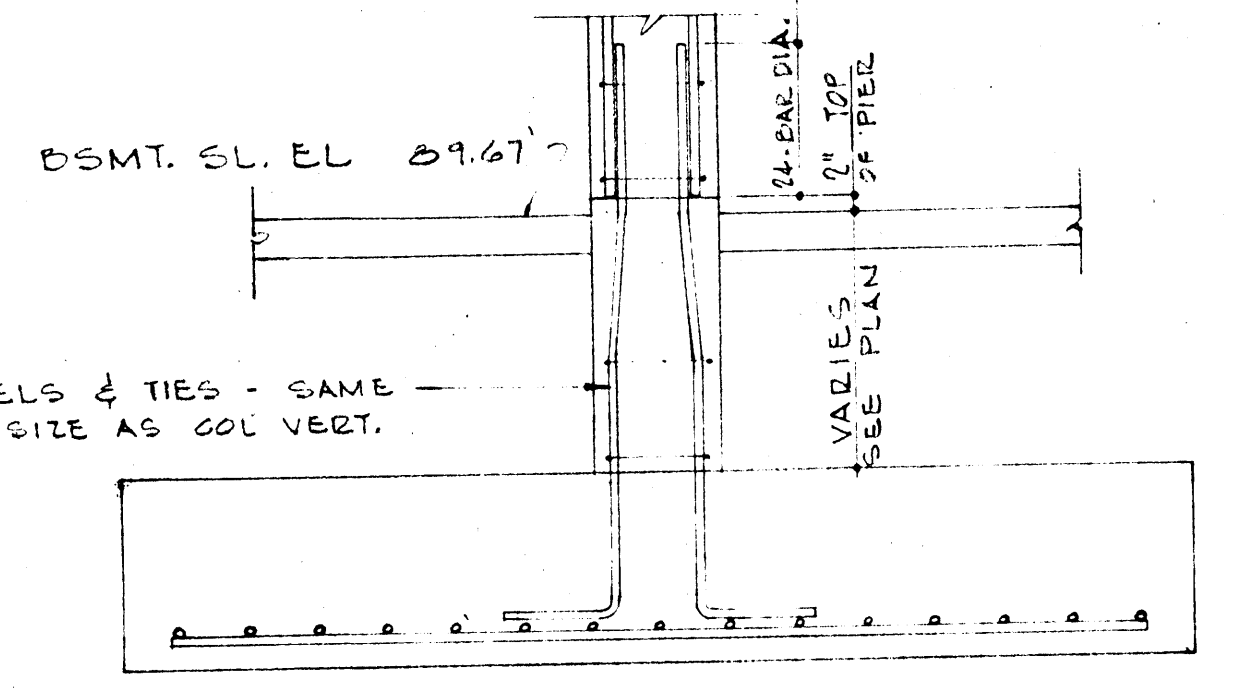 BSMT. SL. EL 89.67'
24-BAR DIA.
2" TOP
OF PIER
ELS & TIES - SAME
SIZE AS COL VERT.
VARIES
SEE PLAN